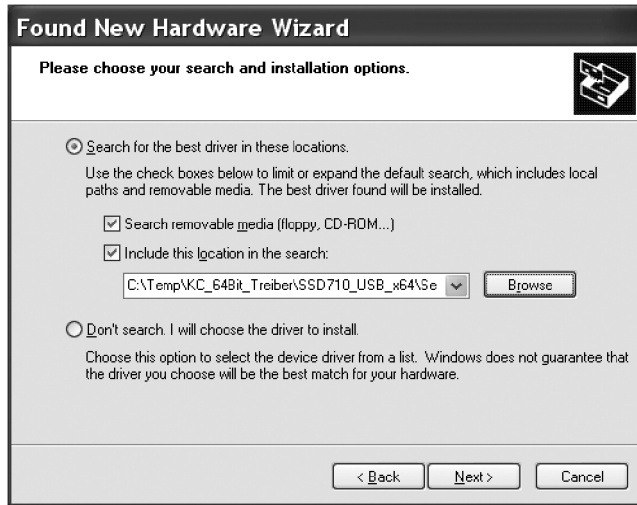 Found New Hardware Wizard
Please choose your search and installation options.
Search for the best driver in these locations.
Use the check boxes below to limit or expand the default search, which includes local
paths and removable media. The best driver found will be installed.
Search removable media (floppy, CD-ROM...)
Include this location in the search:
C:\Temp\KC_64Bit_Treiber\SSD710_USB_x64\Se
Browse
Don't search. I will choose the driver to install.
Choose this option to select the device driver from a list. Windows does not guarantee that
the driver you choose will be the best match for your hardware.
< Back Next > Cancel